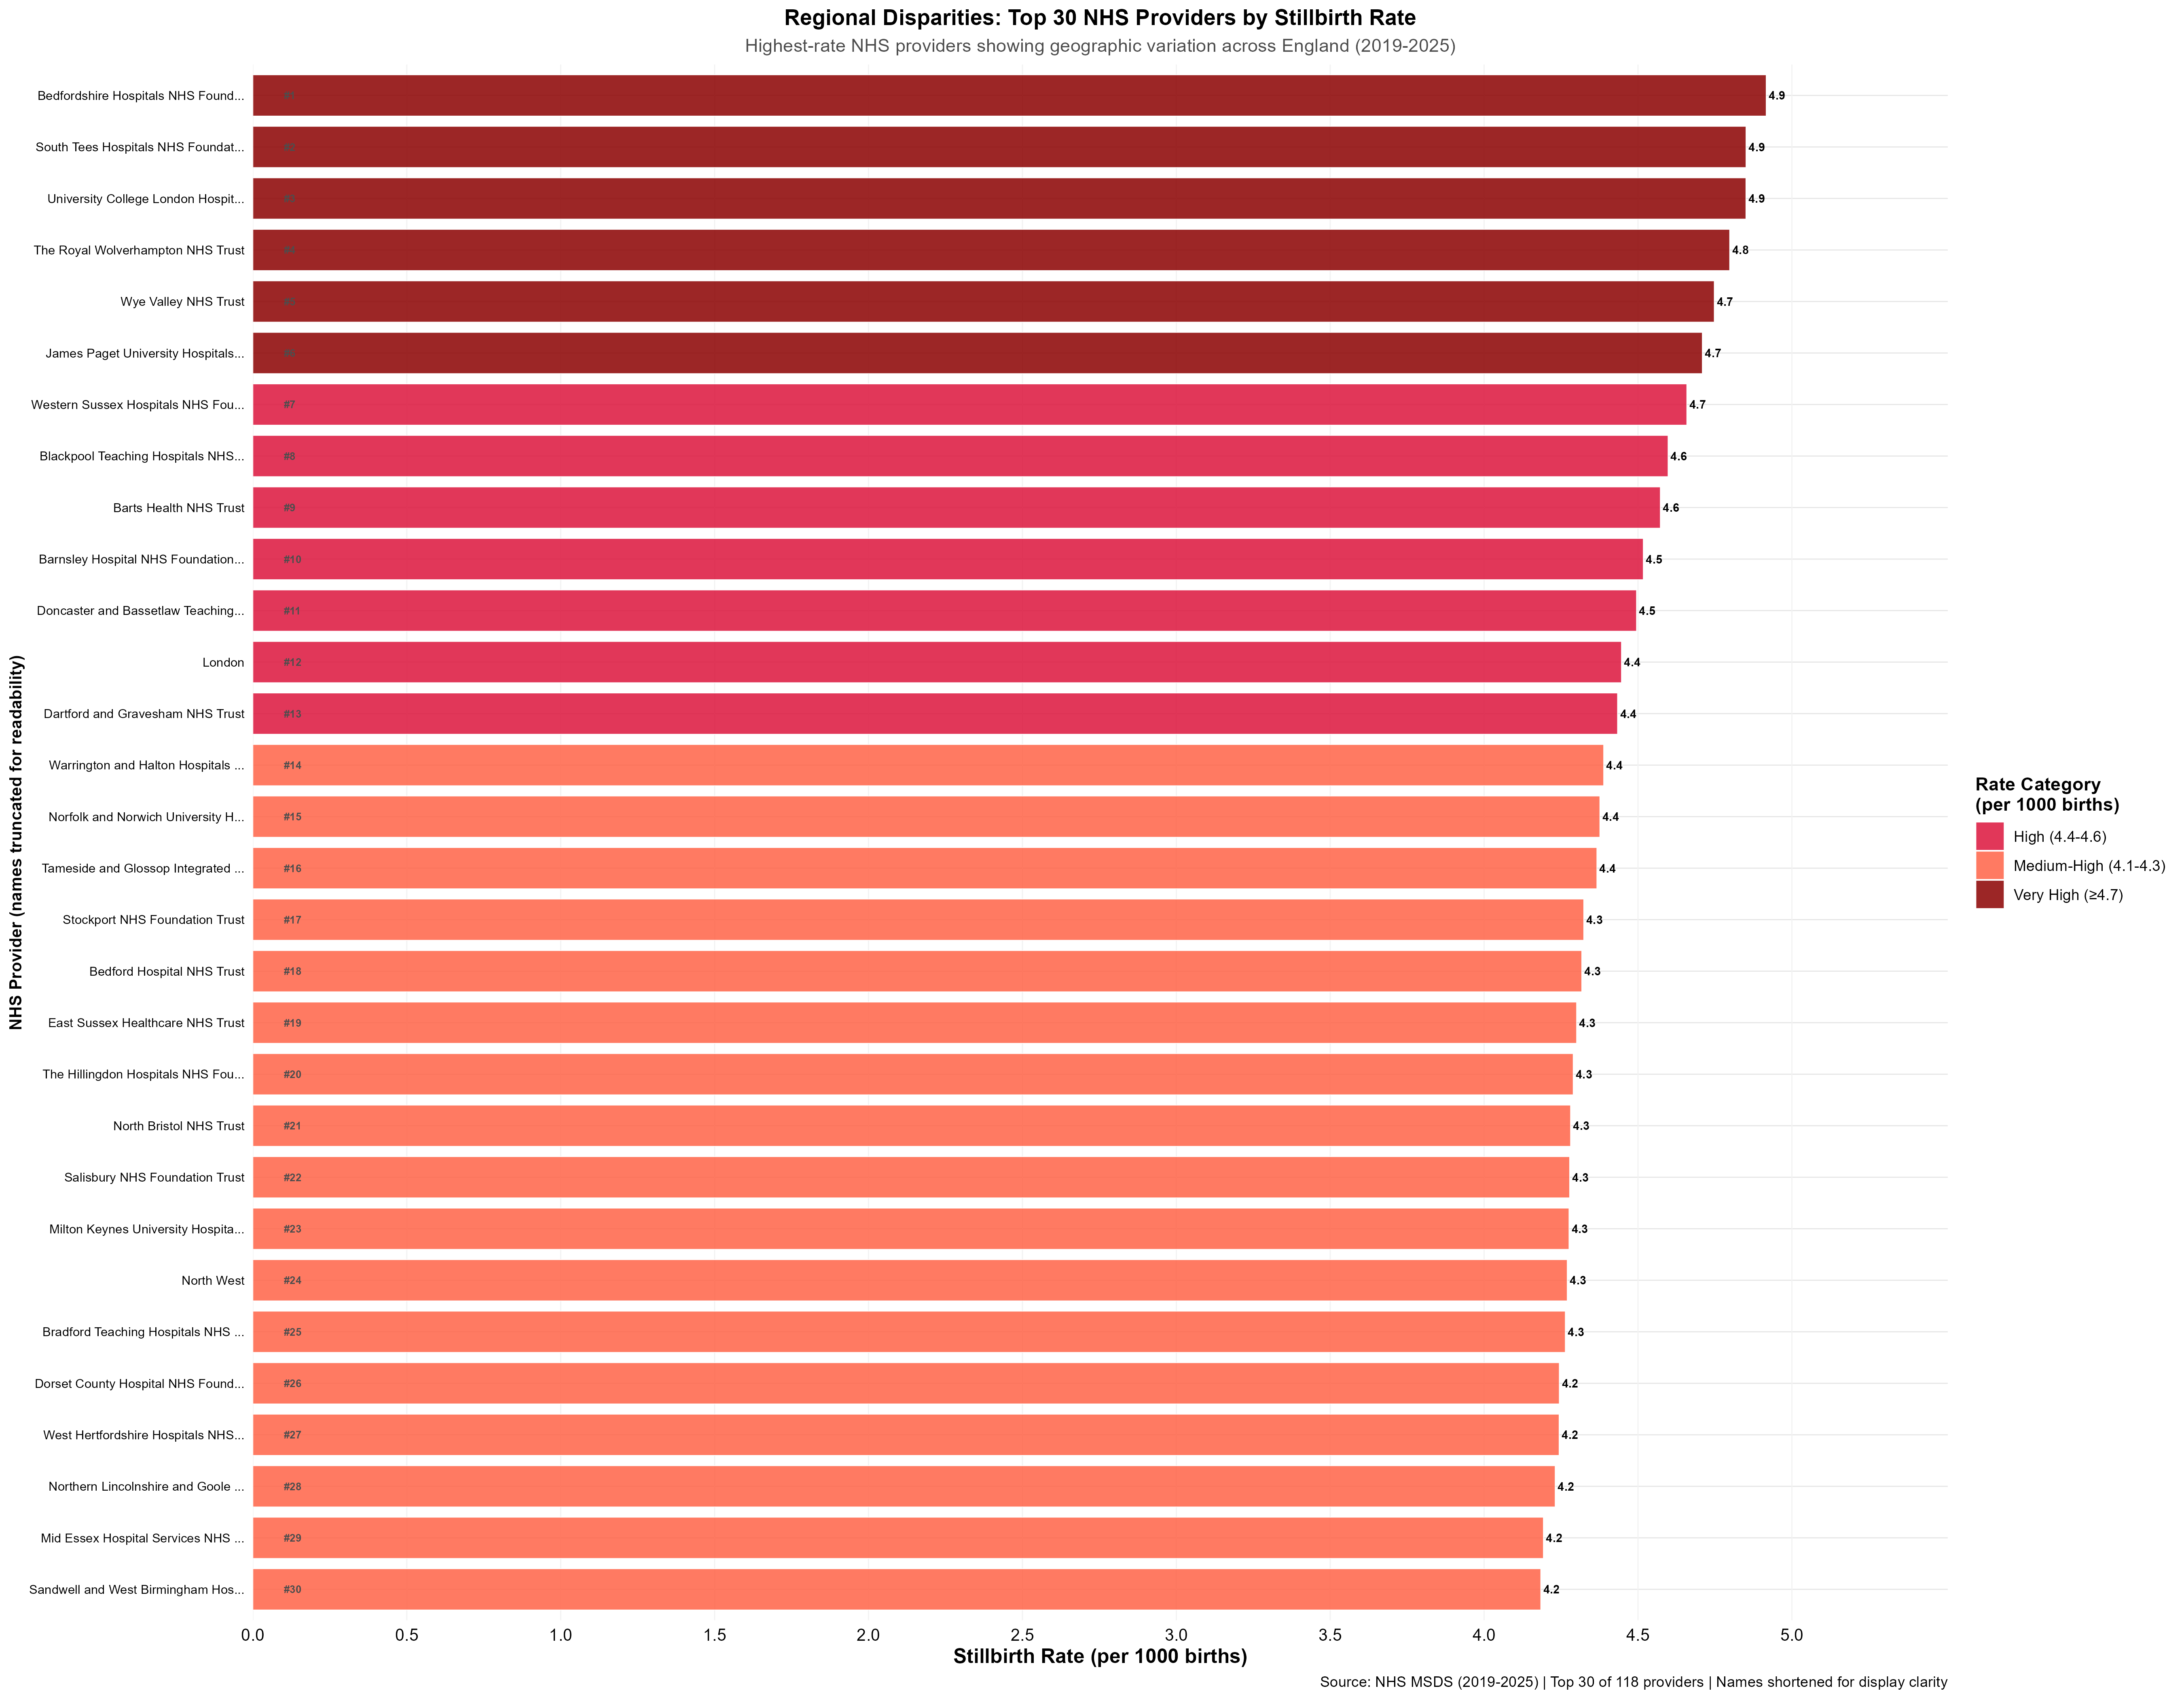 Regional Disparities: Top 30 NHS Providers by Stillbirth Rate
Highest-rate NHS providers showing geographic variation across England (2019-2025)
NHS Provider (names truncated for readability)
Bedfordshire Hospitals NHS Found... 4.9
South Tees Hospitals NHS Foundat... 4.9
University College London Hospit... 4.9
The Royal Wolverhampton NHS Trust 4.8
Wye Valley NHS Trust 4.7
James Paget University Hospitals... 4.7
Western Sussex Hospitals NHS Fou... #7 4.7
Blackpool Teaching Hospitals NHS... #8 4.6
Barts Health NHS Trust #9 4.6
Barnsley Hospital NHS Foundation... #10 4.5
Doncaster and Bassetlaw Teaching... #11 4.5
London #12 4.4
Dartford and Gravesham NHS Trust #13 4.4
Warrington and Halton Hospitals ... #14 4.4
Norfolk and Norwich University H... #15 4.4
Tameside and Glossop Integrated ... #16 4.4
Stockport NHS Foundation Trust #17 4.3
Bedford Hospital NHS Trust #18 4.3
East Sussex Healthcare NHS Trust #19 4.3
The Hillingdon Hospitals NHS Fou... #20 4.3
North Bristol NHS Trust #21 4.3
Salisbury NHS Foundation Trust #22 4.3
Milton Keynes University Hospita... #23 4.3
North West #24 4.3
Bradford Teaching Hospitals NHS ... #25 4.3
Dorset County Hospital NHS Found... #26 4.2
West Hertfordshire Hospitals NHS... #27 4.2
Northern Lincolnshire and Goole ... #28 4.2
Mid Essex Hospital Services NHS ... #29 4.2
Sandwell and West Birmingham Hos... #30 4.2
0.0 0.5 1.0 1.5 2.0 2.5 3.0 3.5 4.0 4.5 5.0
Stillbirth Rate (per 1000 births)
Rate Category
(per 1000 births)
High (4.4-4.6)
Medium-High (4.1-4.3)
Very High (≥4.7)
Source: NHS MSDS (2019-2025) | Top 30 of 118 providers | Names shortened for display clarity